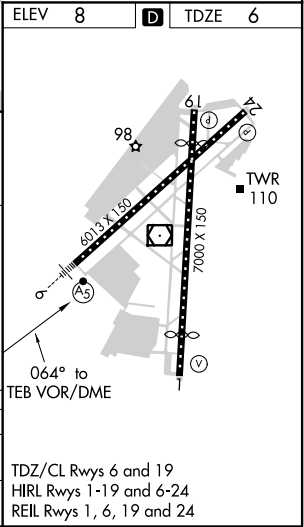 ELEV 8 D TDZE 6
19
24
P
P
98
TWR
110
6013 X 150
7000 X 150
6
A5
V
1
064° to
TEB VOR/DME
TDZ/CL Rwys 6 and 19
HIRL Rwys 1-19 and 6-24
REIL Rwys 1, 6, 19 and 24